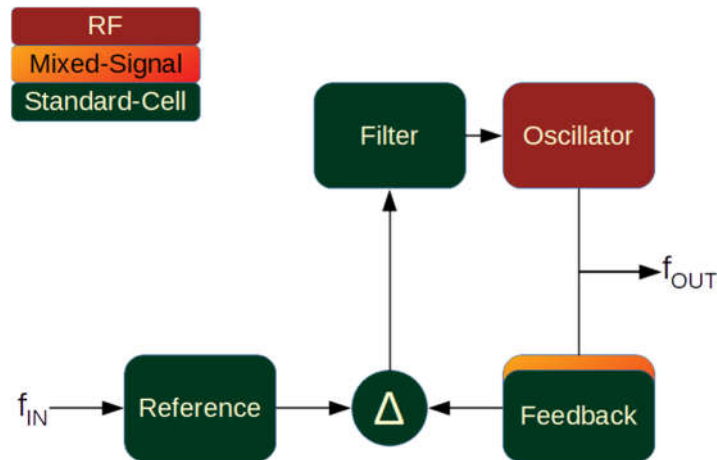 RF
Mixed-Signal
Standard-Cell
Filter
Oscillator
fOUT
fIN
Reference
Δ
Feedback